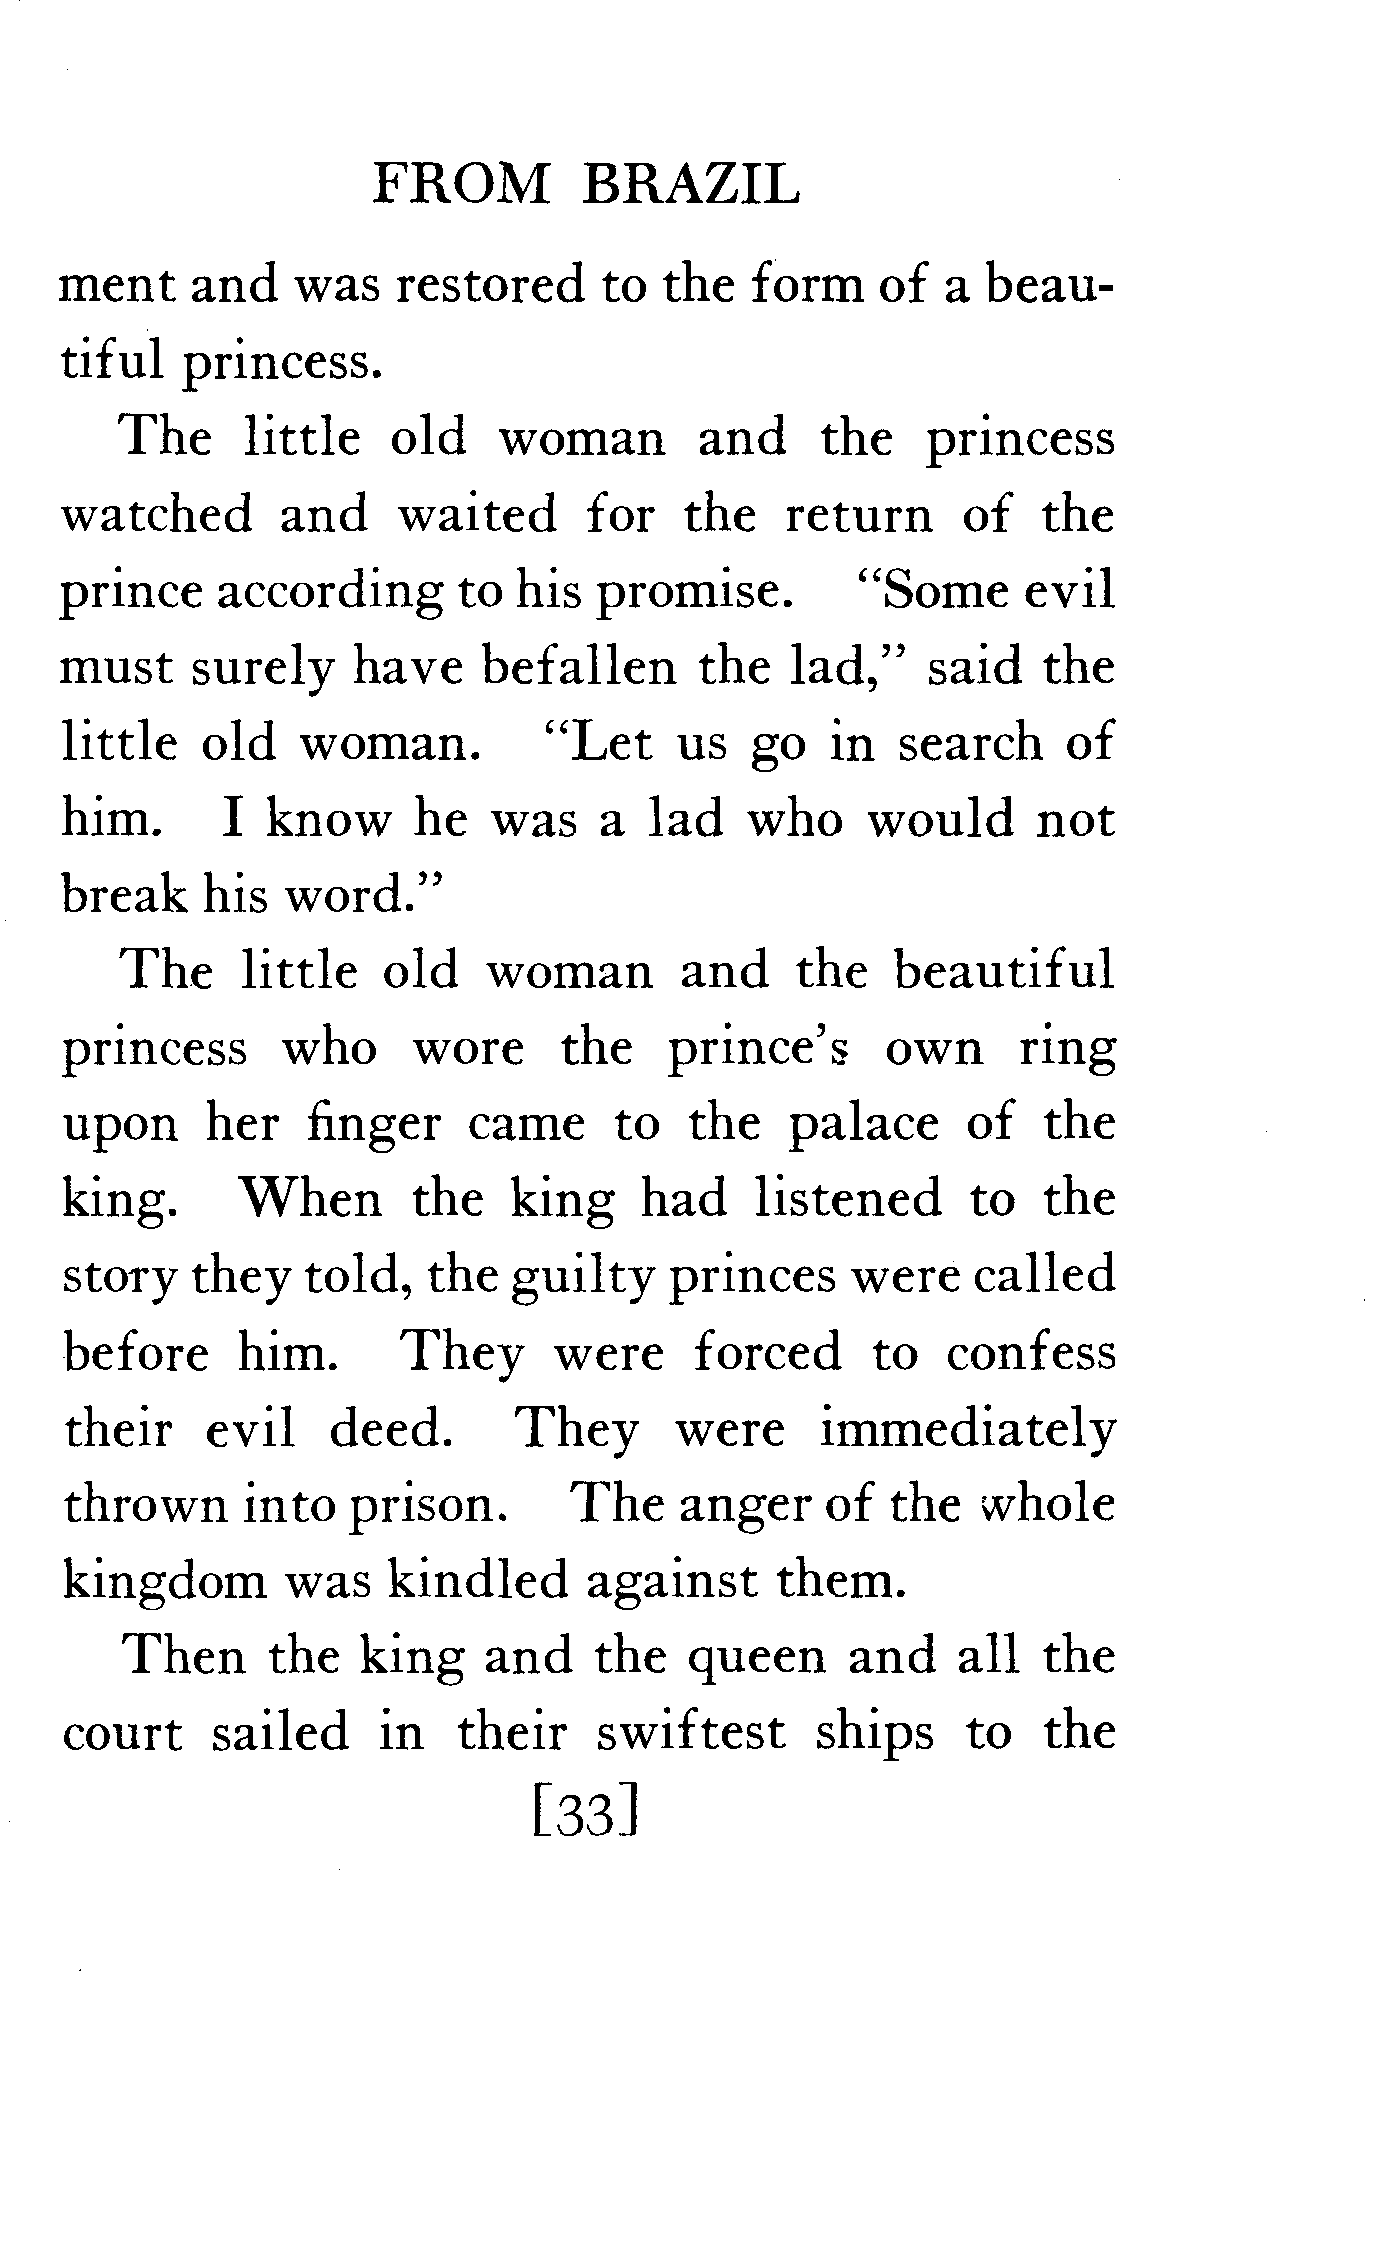 FROM BRAZIL
ment and was restored to the form of a beau-
tiful princess.
The little old woman and the princess
watched and waited for the return of the
prince according to his promise. “Some evil
must surely have befallen the lad,” said the
little old woman. “Let us go in search of
him. I know he was a lad who would not
break his word.”
The little old woman and the beautiful
princess who wore the prince’s own ring
upon her finger came to the palace of the
king. When the king had listened to the
story they told, the guilty princes were called
before him. They were forced to confess
their evil deed. They were immediately
thrown into prison. The anger of the whole
kingdom was kindled against them.
Then the king and the queen and all the
court sailed in their swiftest ships to the
[33]